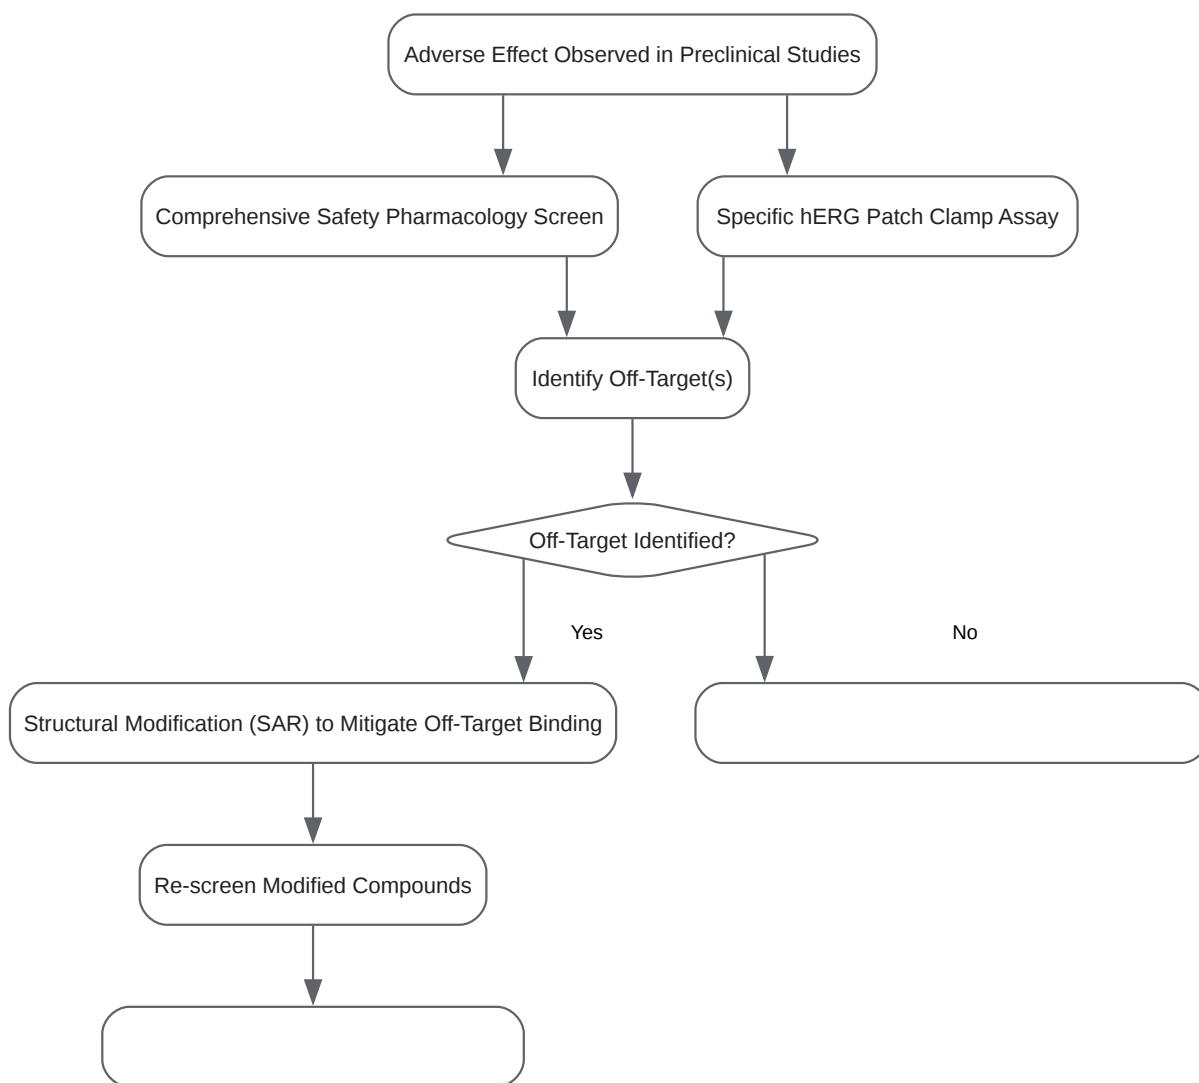 Adverse Effect Observed in Preclinical Studies
Comprehensive Safety Pharmacology Screen
Specific hERG Patch Clamp Assay
Identify Off-Target(s)
Off-Target Identified?
Yes
No
Structural Modification (SAR) to Mitigate Off-Target Binding
Re-screen Modified Compounds